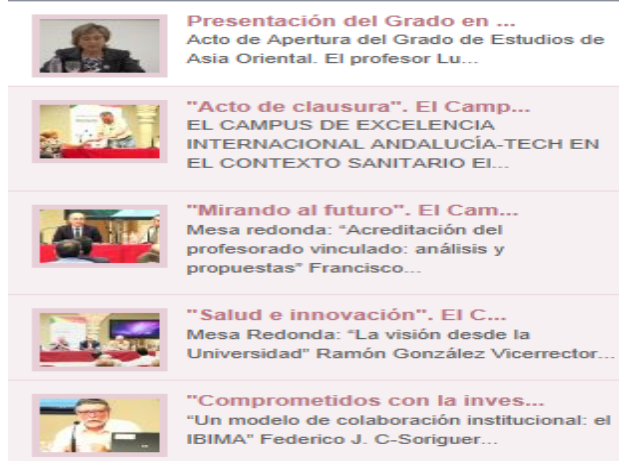 Presentación del Grado en ...
Acto de Apertura del Grado de Estudios de
Asia Oriental. El profesor Lu...
"Acto de clausura". El Camp...
EL CAMPUS DE EXCELENCIA
INTERNACIONAL ANDALUCÍA-TECH EN
EL CONTEXTO SANITARIO El...
"Mirando al futuro". El Cam...
Mesa redonda: “Acreditación del
profesorado vinculado: análisis y
propuestas” Francisco...
"Salud e innovación". El C...
Mesa Redonda: “La visión desde la
Universidad” Ramón González Vicerrector...
"Comprometidos con la inves...
“Un modelo de colaboración institucional: el
IBIMA” Federico J. C-Soriguer...